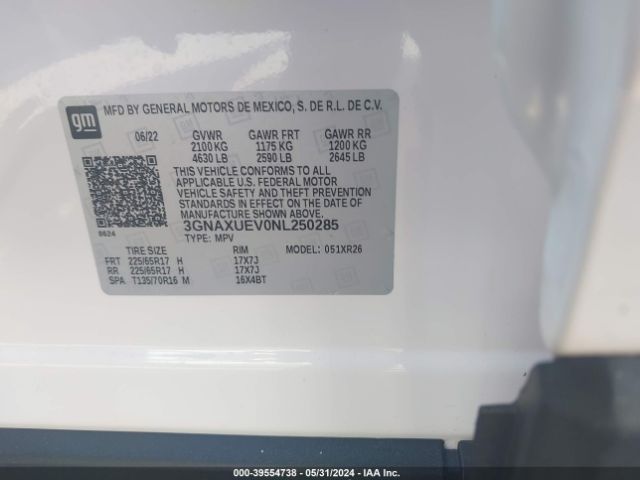 gm
MFD BY GENERAL MOTORS DE MEXICO, S. DE R.L. DE C.V.
06/22 GVWR GAWR FRT GAWR RR
2100 KG 1175 KG 1200 KG
4630 LB 2590 LB 2645 LB
THIS VEHICLE CONFORMS TO ALL
APPLICABLE U.S. FEDERAL MOTOR
VEHICLE SAFETY AND THEFT PREVENTION
STANDARDS IN EFFECT ON THE DATE OF
MANUFACTURE SHOWN ABOVE.
3GNAXUEV0NL250285
TYPE: MPV
TIRE SIZE RIM MODEL: 051XR26
FRT 225/65R17 H 17X7J
RR 225/65R17 H 17X7J
SPA T135/70R16 M 16X4BT
000-39554738 - 05/31/2024 - IAA Inc.